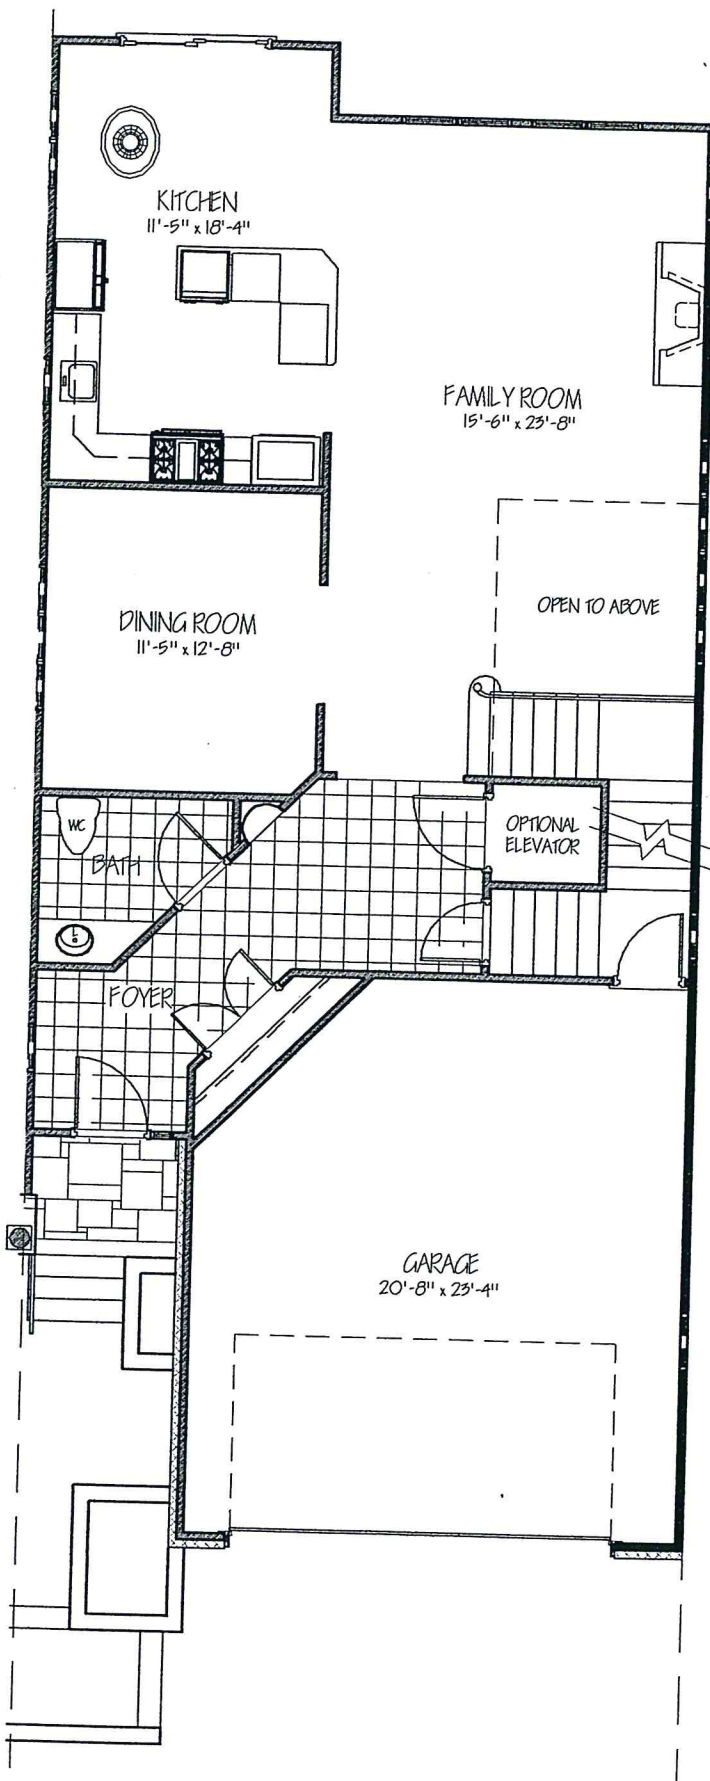 KITCHEN
11'-5" x 18'-4"
FAMILY ROOM
15'-6" x 23'-8"
OPEN TO ABOVE
DINING ROOM
11'-5" x 12'-8"
WC
BATH
OPTIONAL
ELEVATOR
FOYER
GARAGE
20'-8" x 23'-4"